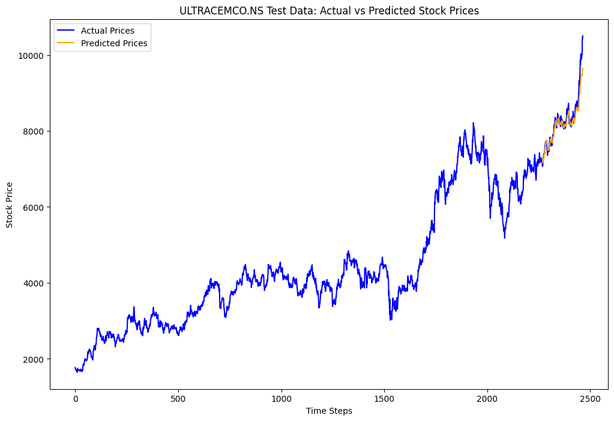 ULTRACEMCO.NS Test Data: Actual vs Predicted Stock Prices
Actual Prices
Predicted Prices
10000
8000
6000
4000
2000
Stock Price
0 500 1000 1500 2000 2500
Time Steps